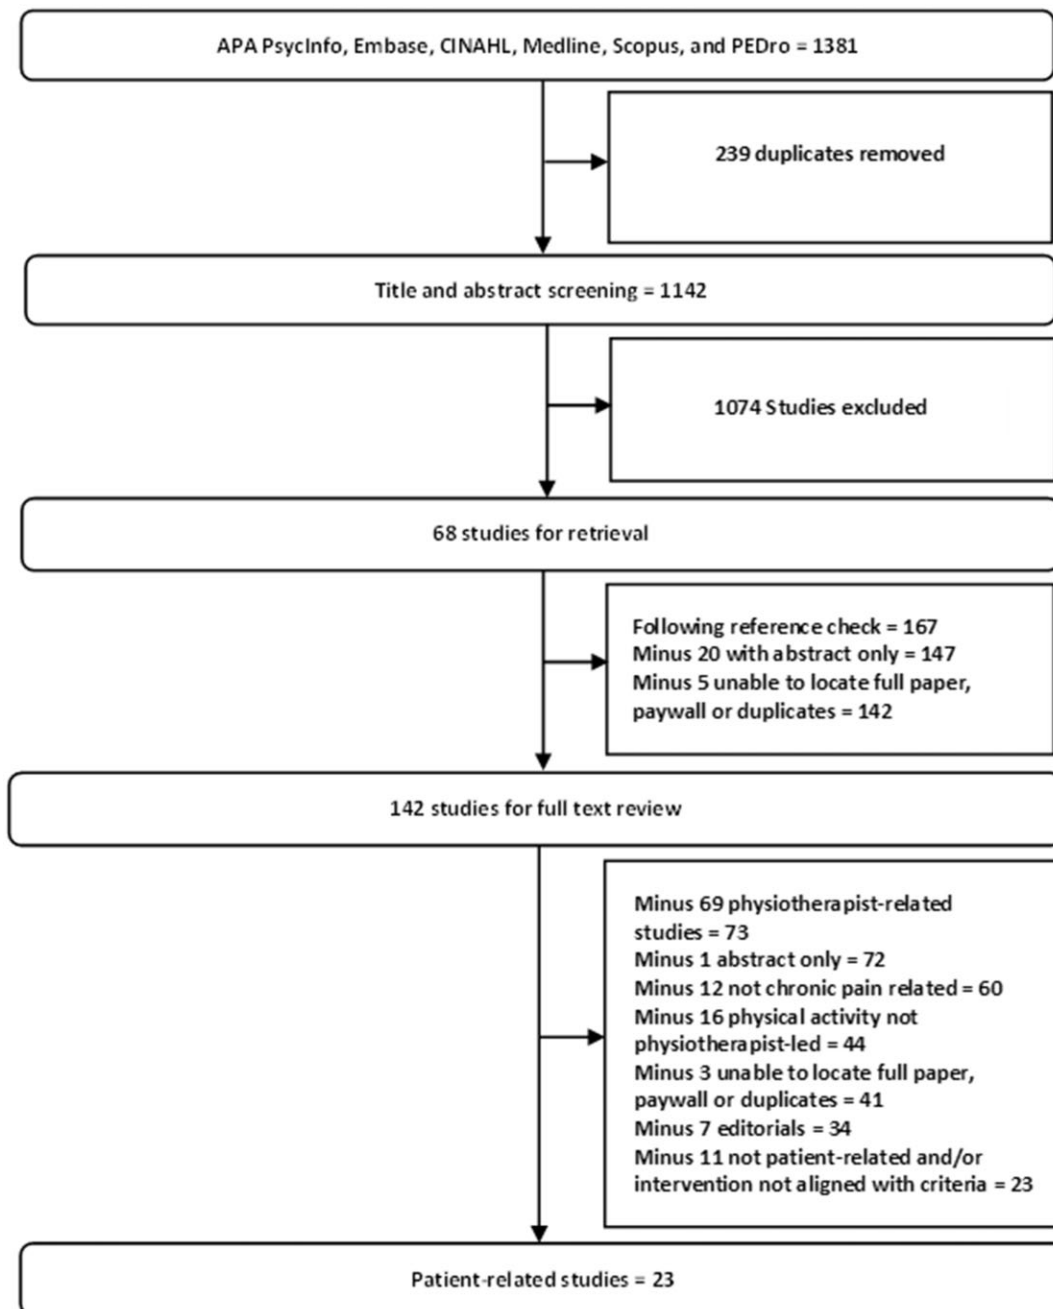 APA PsycInfo, Embase, CINAHL, Medline, Scopus, and PEDro = 1381
239 duplicates removed
Title and abstract screening = 1142
1074 Studies excluded
68 studies for retrieval
Following reference check = 167
Minus 20 with abstract only = 147
Minus 5 unable to locate full paper,
paywall or duplicates = 142
142 studies for full text review
Minus 69 physiotherapist-related
studies = 73
Minus 1 abstract only = 72
Minus 12 not chronic pain related = 60
Minus 16 physical activity not
physiotherapist-led = 44
Minus 3 unable to locate full paper,
paywall or duplicates = 41
Minus 7 editorials = 34
Minus 11 not patient-related and/or
intervention not aligned with criteria = 23
Patient-related studies = 23